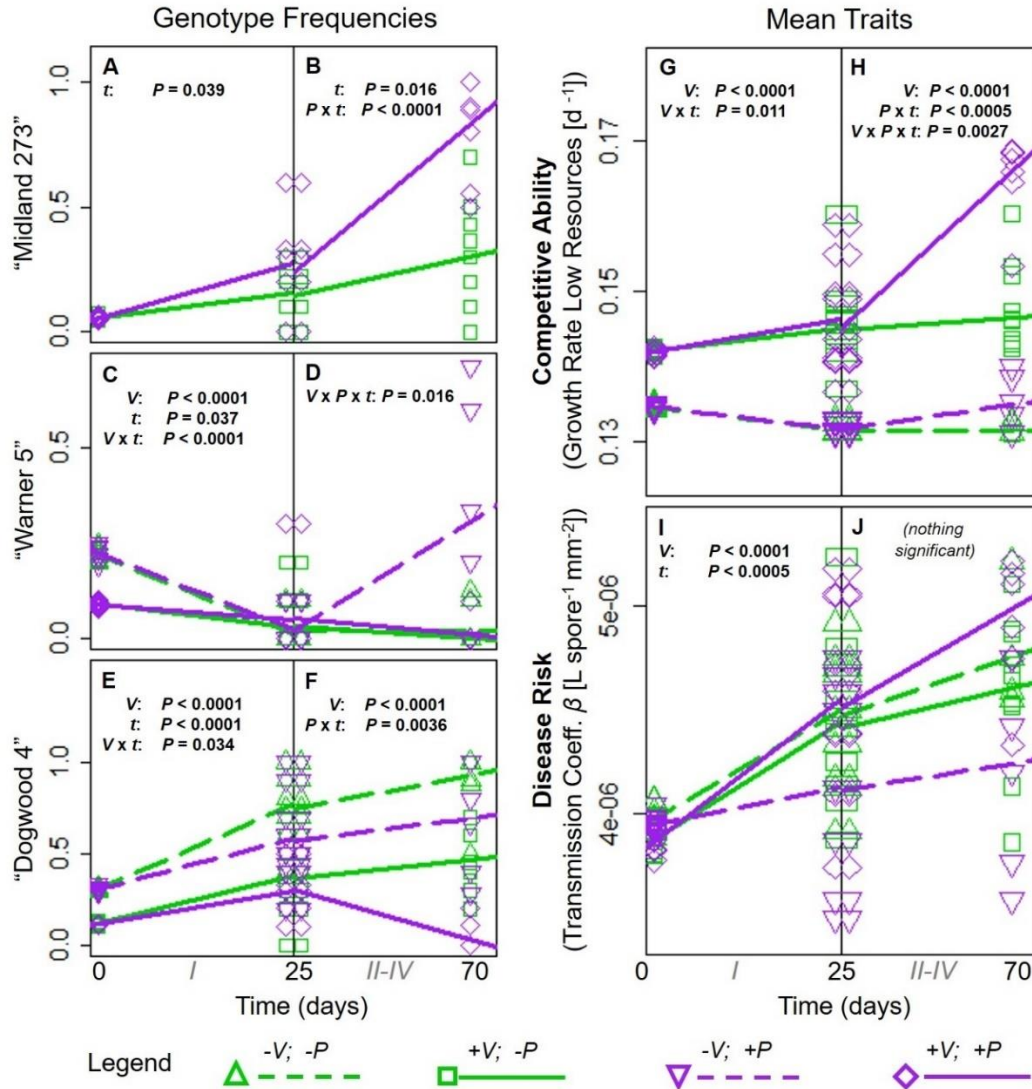 Genotype Frequencies
Mean Traits
A
t: P = 0.039
B
t: P = 0.016
P x t: P < 0.0001
"Midland 273"
1.0
0.5
0.0
C
V: P < 0.0001
t: P = 0.037
V x t: P < 0.0001
D
V x P x t: P = 0.016
"Warner 5"
0.5
0.0
E
V: P < 0.0001
t: P < 0.0001
V x t: P = 0.034
F
V: P < 0.0001
P x t: P = 0.0036
"Dogwood 4"
1.0
0.5
0.0
0 I 25 II-IV 70
Time (days)
G
V: P < 0.0001
V x t: P = 0.011
H
V: P < 0.0001
P x t: P < 0.0005
V x P x t: P = 0.0027
Competitive Ability
(Growth Rate Low Resources [d⁻¹])
0.17
0.15
0.13
I
V: P < 0.0001
t: P < 0.0005
J
(nothing
significant)
Disease Risk
(Transmission Coeff. β [L spore⁻¹ mm⁻²])
5e-06
4e-06
0 I 25 II-IV 70
Time (days)
Legend
-V; -P
+V; -P
-V; +P
+V; +P